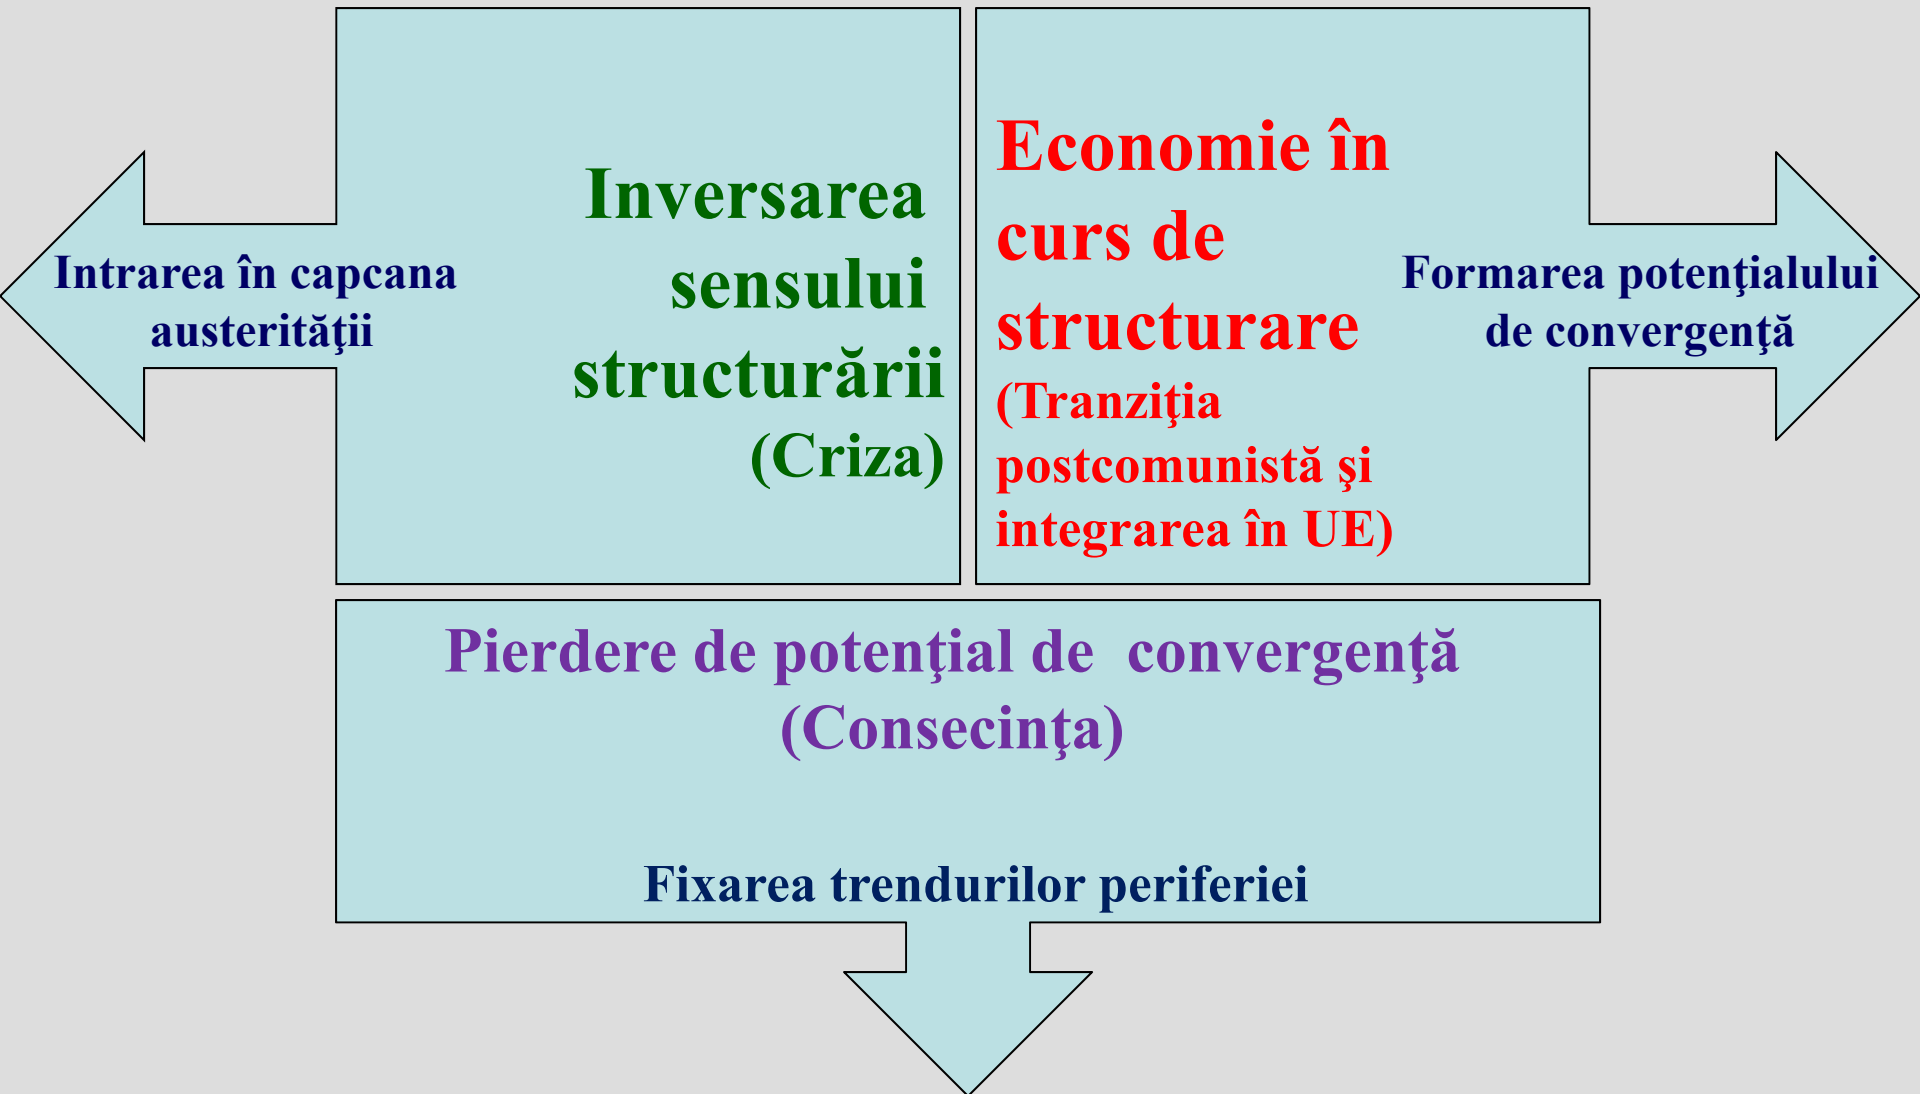 Inversarea
sensului
structurării
(Criza)
Intrarea în capcana
austerităţii
Economie în
curs de
structurare
(Tranziţia
postcomunistă şi
integrarea în UE)
Formarea potenţialului
de convergenţă
Pierdere de potenţial de  convergenţă
(Consecinţa)
Fixarea trendurilor periferiei